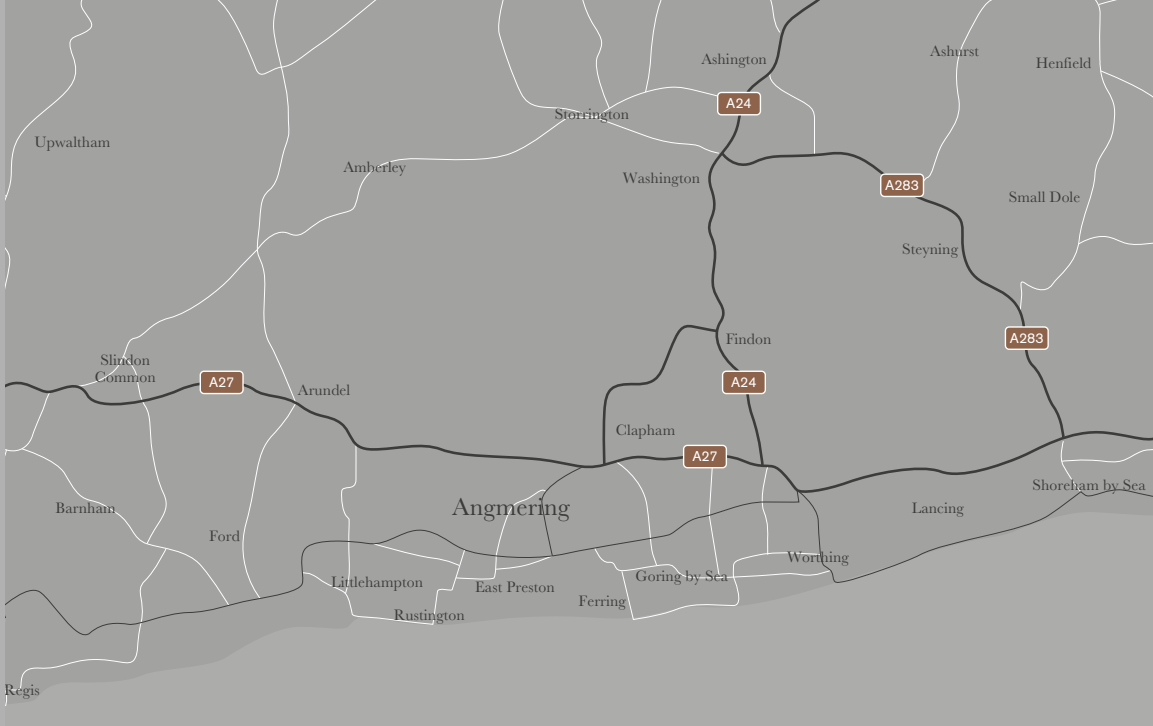 Ashington
Ashurst
Henfield
A24
Storrington
Upwaltham
Amberley
Washington
A283
Small Dole
Steyning
Findon
A283
Slindon
Common
A27
Arundel
A24
Clapham
A27
Shoreham by Sea
Angmering
Barnham
Lancing
Ford
Worthing
Littlehampton
East Preston
Goring by Sea
Ferring
Rustington
Regis